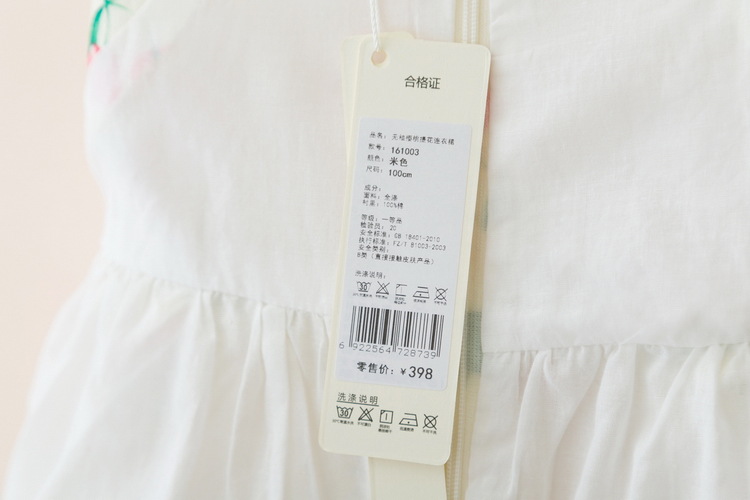 合格证
品名：无袖樱桃提花连衣裙
款号：161003
颜色：米色
尺码：100cm
成分：
面料：全涤
衬里：100%棉
等级：一等品
检验员：20
安全标准：GB 18401-2010
执行标准：FZ/T 81003-2003
安全类别：
B类（直接接触皮肤产品）
洗涤说明：
6 922564 728739
零售价：¥398
洗涤说明